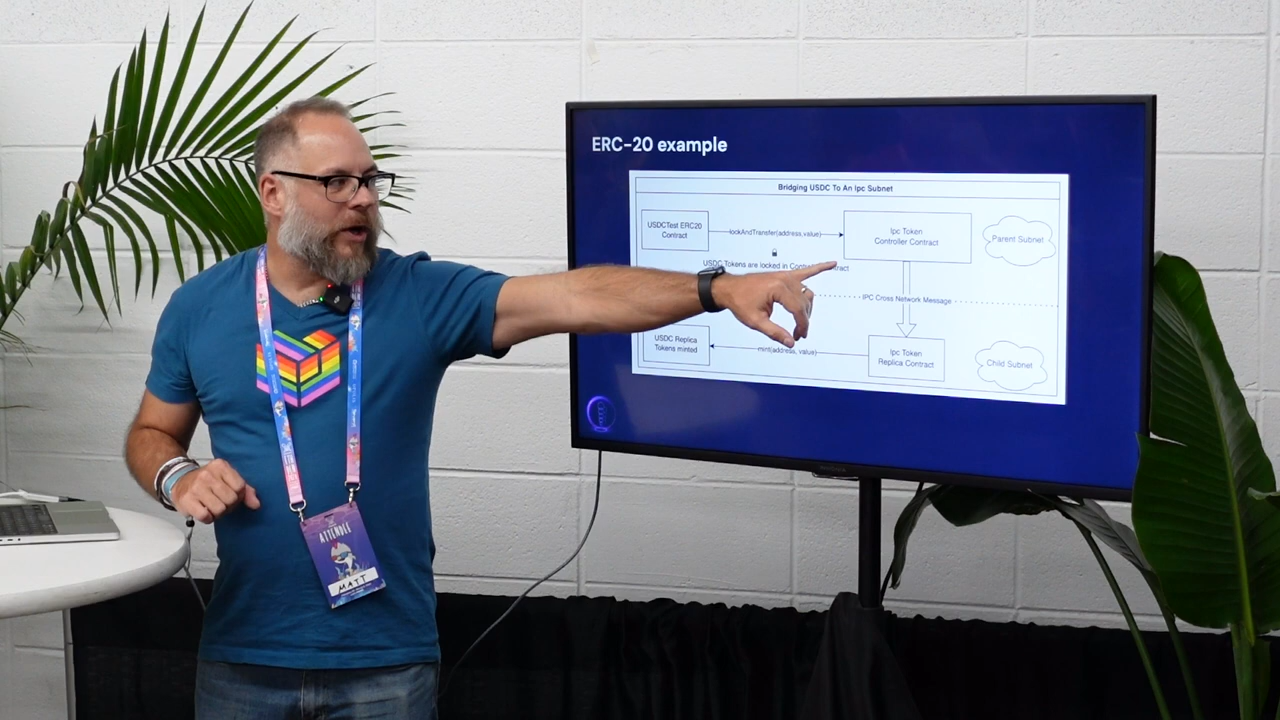 ERC-20 example
Bridging USDC To An Ipc Subnet
USDCTest ERC20
Contract
lockAndTransfer(address,value)
Ipc Token
Controller Contract
Parent Subnet
USDC Tokens are locked in
IPC Cross Network Message
USDC Replica
Tokens minted
mint(address, value)
Ipc Token
Replica Contract
Child Subnet
ATTENDEE
MATT